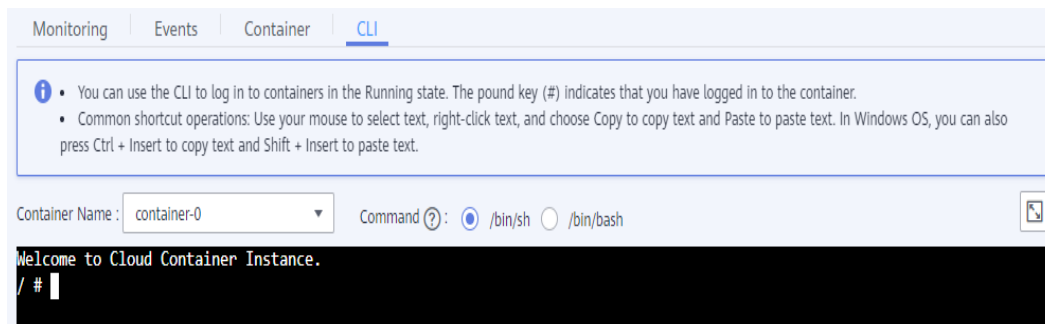 Monitoring Events Container CLI
• You can use the CLI to log in to containers in the Running state. The pound key (#) indicates that you have logged in to the container.
• Common shortcut operations: Use your mouse to select text, right-click text, and choose Copy to copy text and Paste to paste text. In Windows OS, you can also
press Ctrl + Insert to copy text and Shift + Insert to paste text.
Container Name : container-0 Command ? : /bin/sh /bin/bash
Welcome to Cloud Container Instance.
/ #